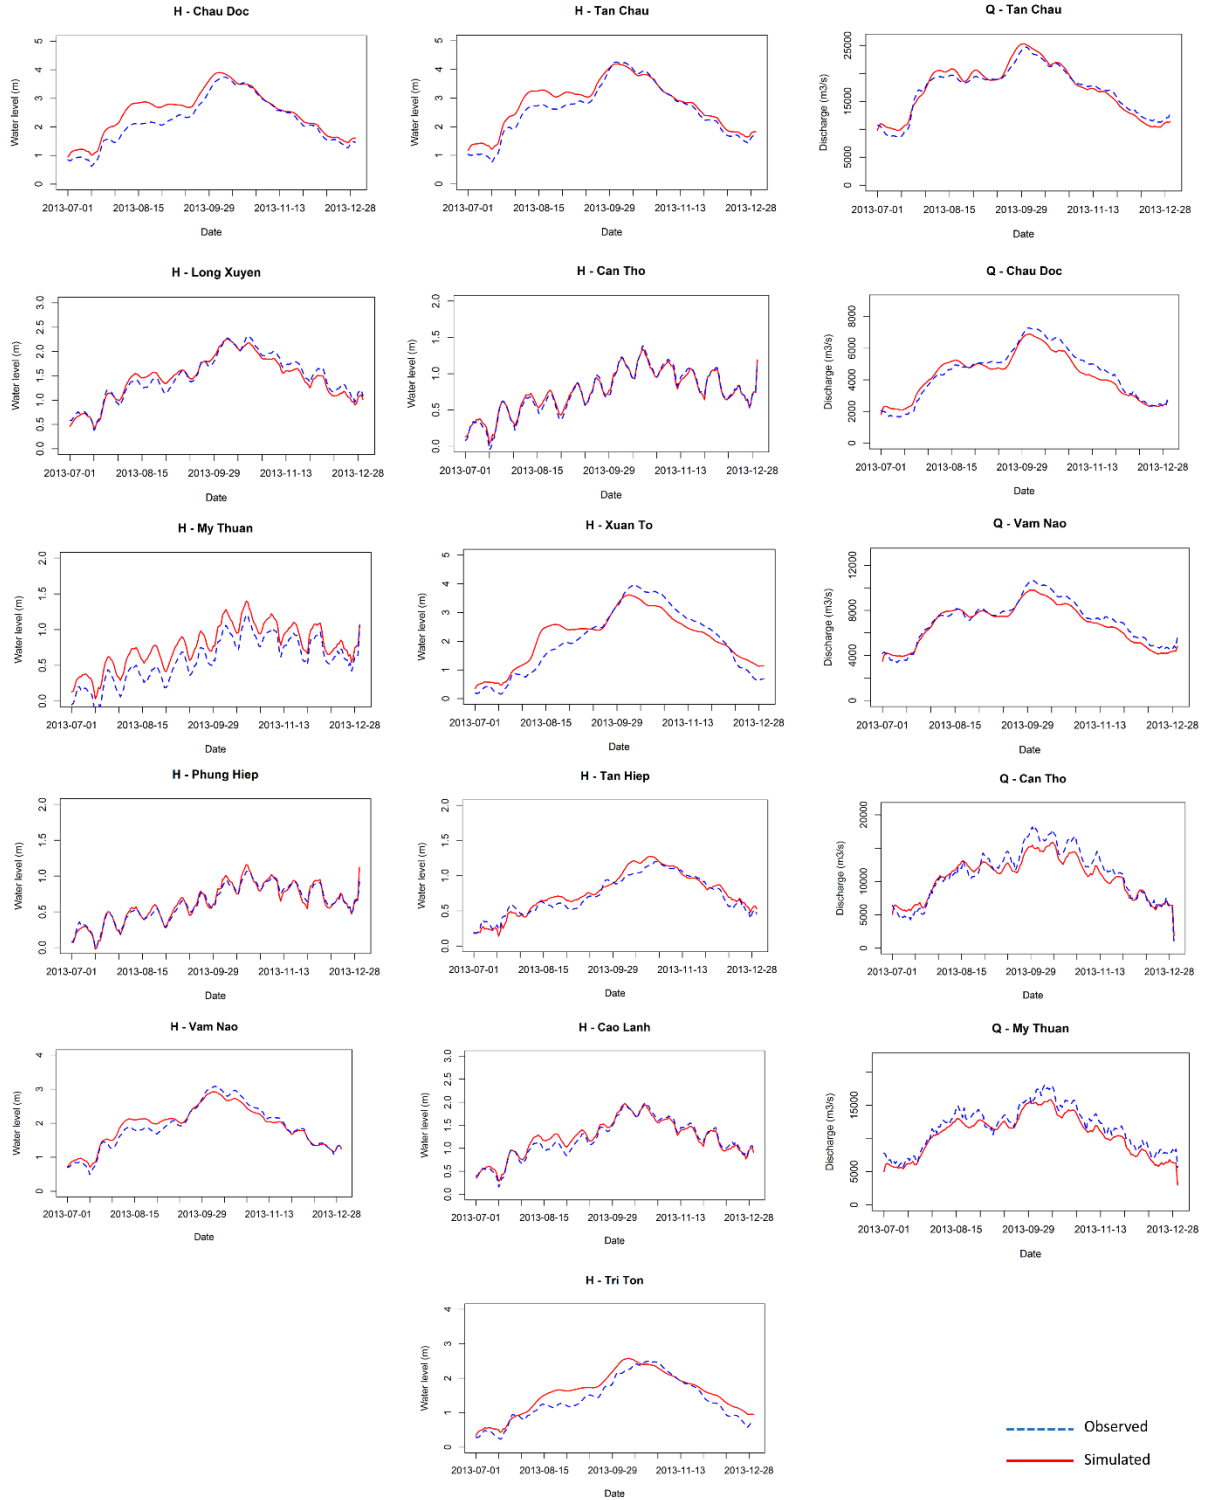 H - Chau Doc
Water level (m)
5
4
3
2
1
0
2013-07-01 2013-08-15 2013-09-29 2013-11-13 2013-12-28
Date
H - Tan Chau
Water level (m)
5
4
3
2
1
0
2013-07-01 2013-08-15 2013-09-29 2013-11-13 2013-12-28
Date
Q - Tan Chau
Discharge (m3/s)
25000
15000
5000
0
2013-07-01 2013-08-15 2013-09-29 2013-11-13 2013-12-28
Date
H - Long Xuyen
Water level (m)
3.0
2.5
2.0
1.5
1.0
0.5
0.0
2013-07-01 2013-08-15 2013-09-29 2013-11-13 2013-12-28
Date
H - Can Tho
Water level (m)
2.0
1.5
1.0
0.5
0.0
2013-07-01 2013-08-15 2013-09-29 2013-11-13 2013-12-28
Date
Q - Chau Doc
Discharge (m3/s)
8000
6000
4000
2000
0
2013-07-01 2013-08-15 2013-09-29 2013-11-13 2013-12-28
Date
H - My Thuan
Water level (m)
2.0
1.5
1.0
0.5
0.0
2013-07-01 2013-08-15 2013-09-29 2013-11-13 2013-12-28
Date
H - Xuan To
Water level (m)
5
4
3
2
1
0
2013-07-01 2013-08-15 2013-09-29 2013-11-13 2013-12-28
Date
Q - Vam Nao
Discharge (m3/s)
12000
8000
4000
0
2013-07-01 2013-08-15 2013-09-29 2013-11-13 2013-12-28
Date
H - Phung Hiep
Water level (m)
2.0
1.5
1.0
0.5
0.0
2013-07-01 2013-08-15 2013-09-29 2013-11-13 2013-12-28
Date
H - Tan Hiep
Water level (m)
2.0
1.5
1.0
0.5
0.0
2013-07-01 2013-08-15 2013-09-29 2013-11-13 2013-12-28
Date
Q - Can Tho
Discharge (m3/s)
20000
10000
5000
0
2013-07-01 2013-08-15 2013-09-29 2013-11-13 2013-12-28
Date
H - Vam Nao
Water level (m)
4
3
2
1
0
2013-07-01 2013-08-15 2013-09-29 2013-11-13 2013-12-28
Date
H - Cao Lanh
Water level (m)
3.0
2.5
2.0
1.5
1.0
0.5
0.0
2013-07-01 2013-08-15 2013-09-29 2013-11-13 2013-12-28
Date
Q - My Thuan
Discharge (m3/s)
15000
5000
0
2013-07-01 2013-08-15 2013-09-29 2013-11-13 2013-12-28
Date
H - Tri Ton
Water level (m)
4
3
2
1
0
2013-07-01 2013-08-15 2013-09-29 2013-11-13 2013-12-28
Date
Observed
Simulated